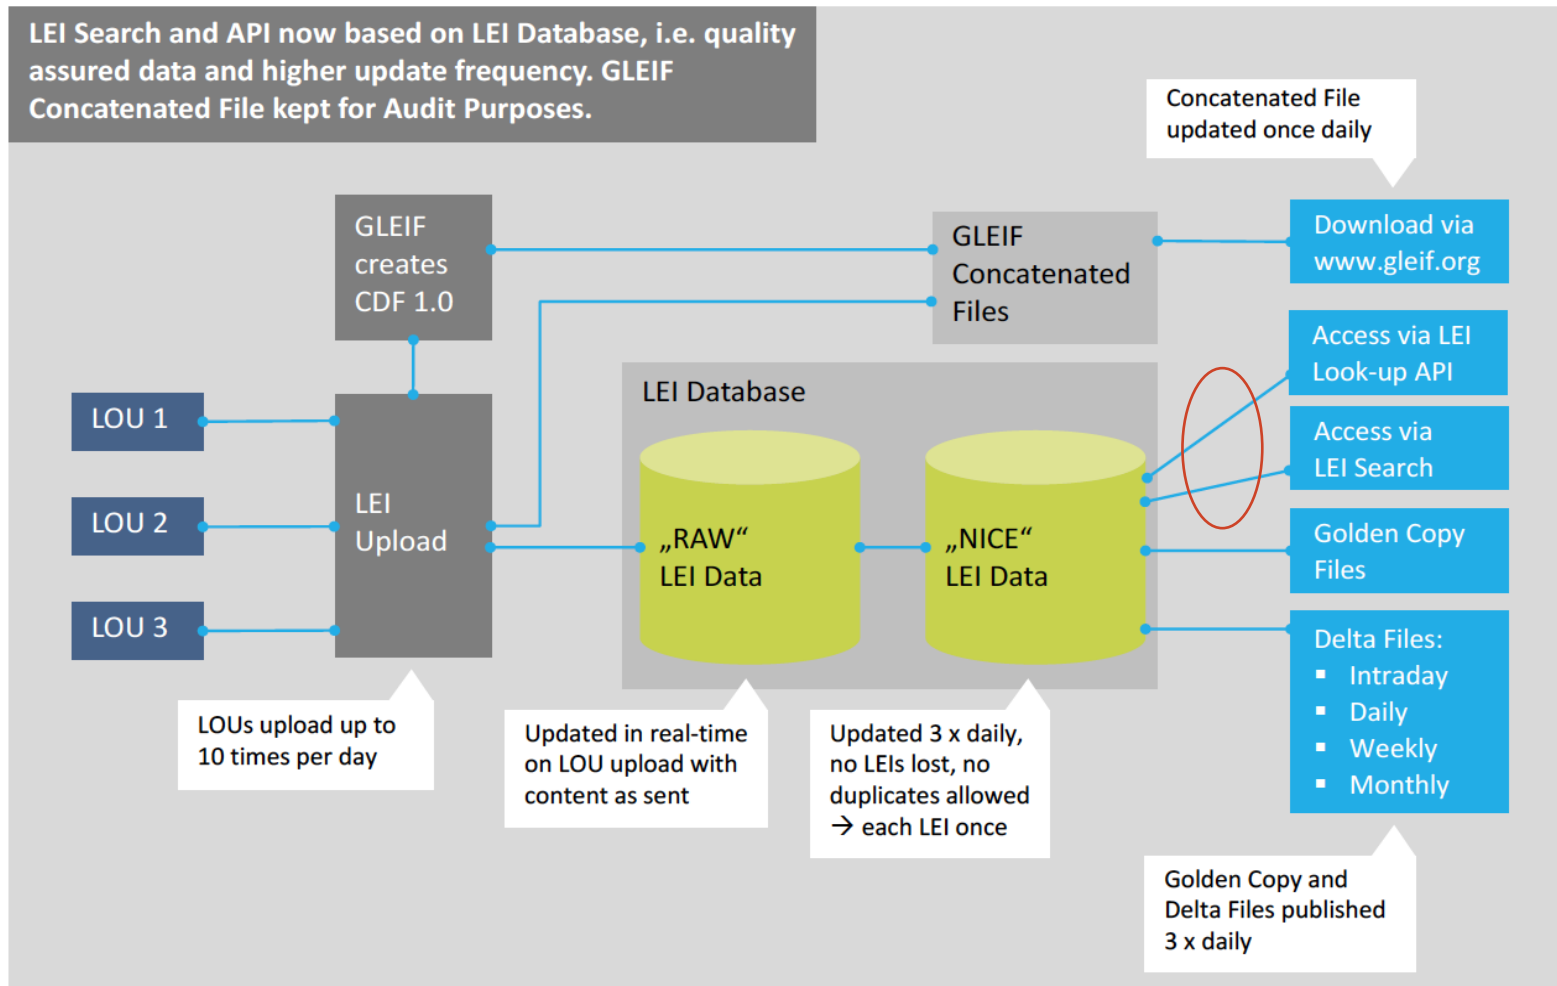 LEI Search and API now based on LEI Database, i.e. quality
assured data and higher update frequency. GLEIF
Concatenated File kept for Audit Purposes.
Concatenated File
updated once daily
GLEIF
creates
CDF 1.0
GLEIF
Concatenated
Files
Download via
www.gleif.org
Access via LEI
Look-up API
LEI Database
LOU 1
Access via
LEI Search
LEI
Upload
LOU 2
„RAW“
LEI Data
„NICE“
LEI Data
Golden Copy
Files
LOU 3
Delta Files:
▪ Intraday
▪ Daily
▪ Weekly
▪ Monthly
LOUs upload up to
10 times per day
Updated in real-time
on LOU upload with
content as sent
Updated 3 x daily,
no LEIs lost, no
duplicates allowed
→ each LEI once
Golden Copy and
Delta Files published
3 x daily